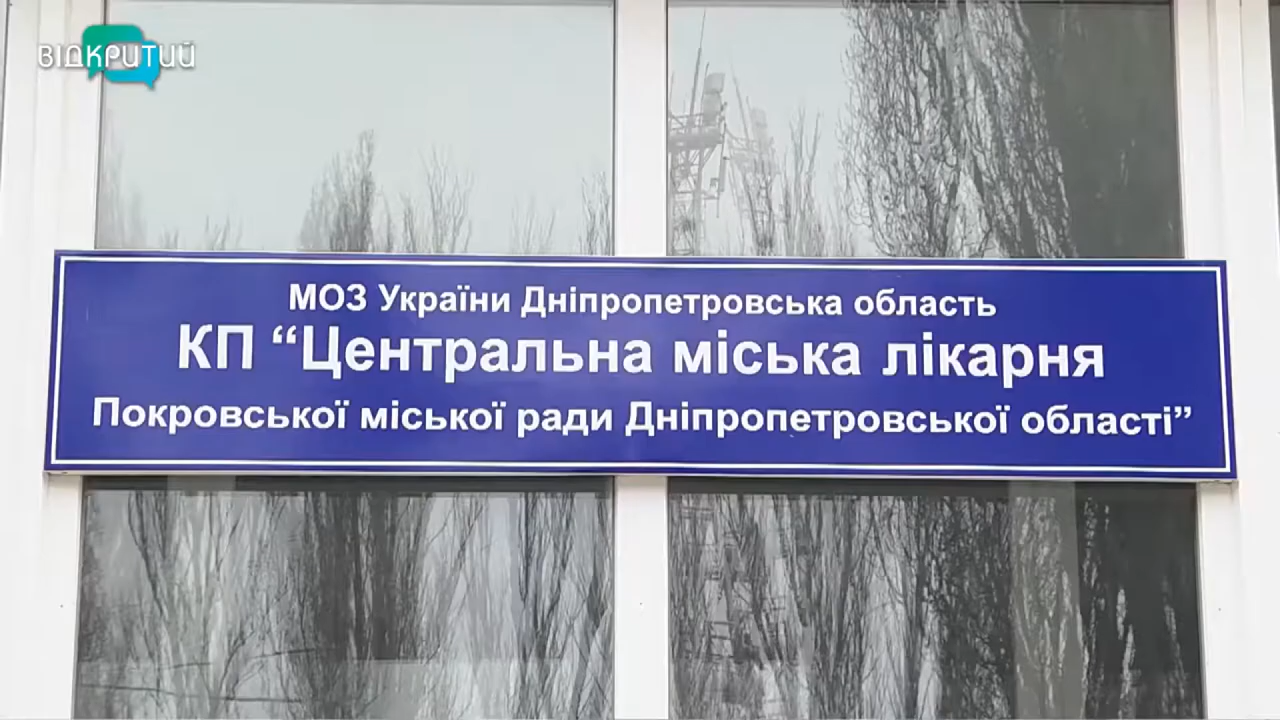 ВІДКРИТИЙ
МОЗ України Дніпропетровська область
КП “Центральна міська лікарня
Покровської міської ради Дніпропетровської області”